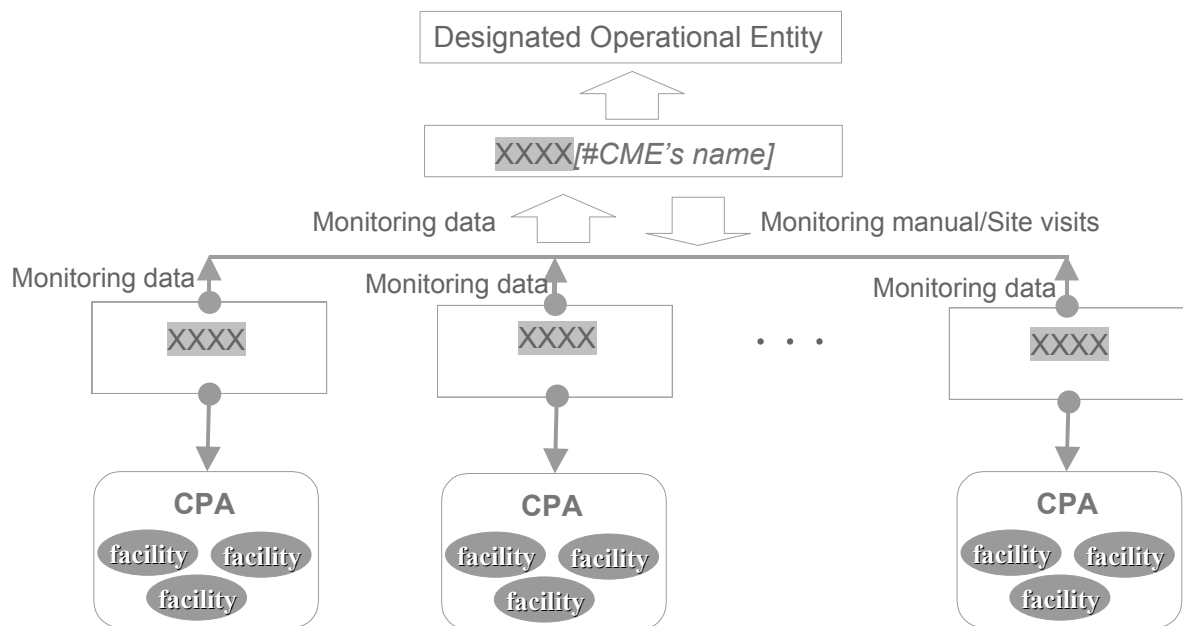 Designated Operational Entity
XXXX[#CME's name]
Monitoring data
Monitoring manual/Site visits
Monitoring data
Monitoring data
Monitoring data
XXXX
XXXX
. . .
XXXX
CPA
CPA
CPA
facility
facility
facility
facility
facility
facility
facility
facility
facility